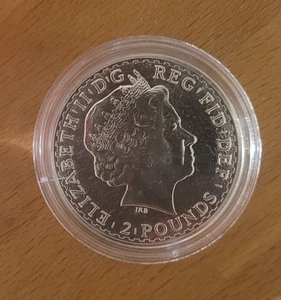 ELIZABETH·II·D·G REG·FID·DEF·
2·POUNDS
IRB